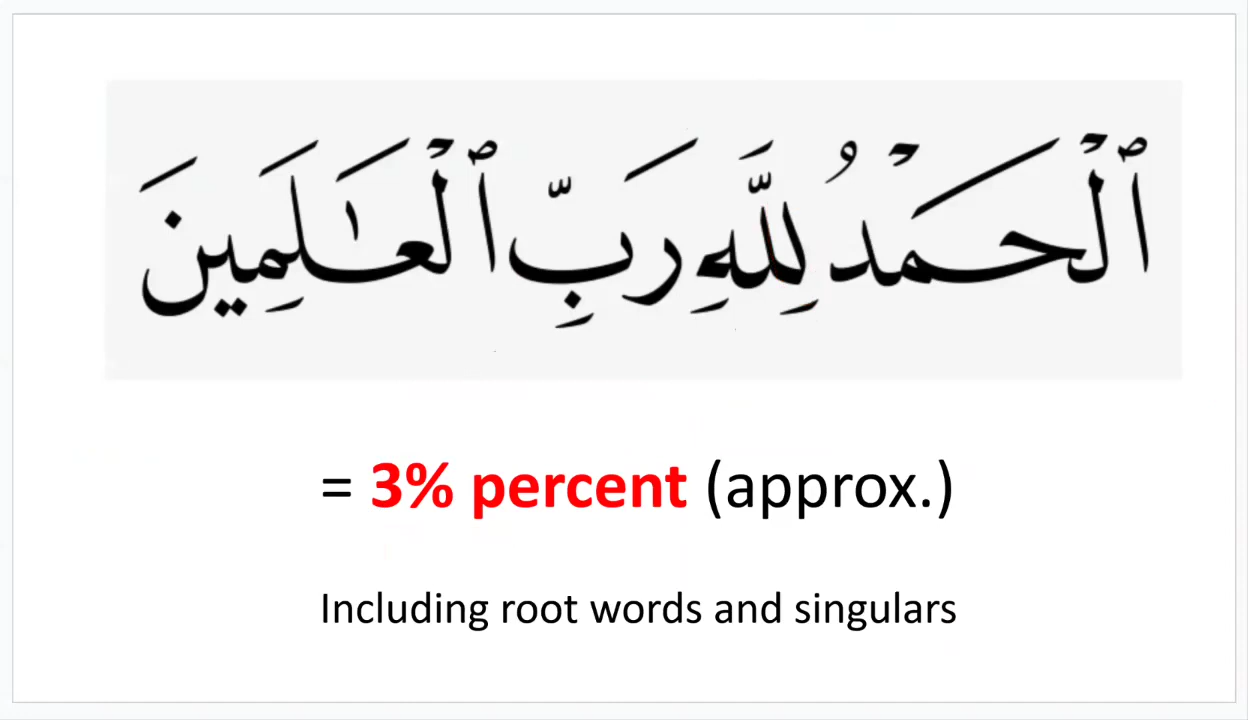 ٱلْحَمْدُ لِلَّهِ رَبِّ ٱلْعَٰلَمِينَ
= 3% percent (approx.)
Including root words and singulars